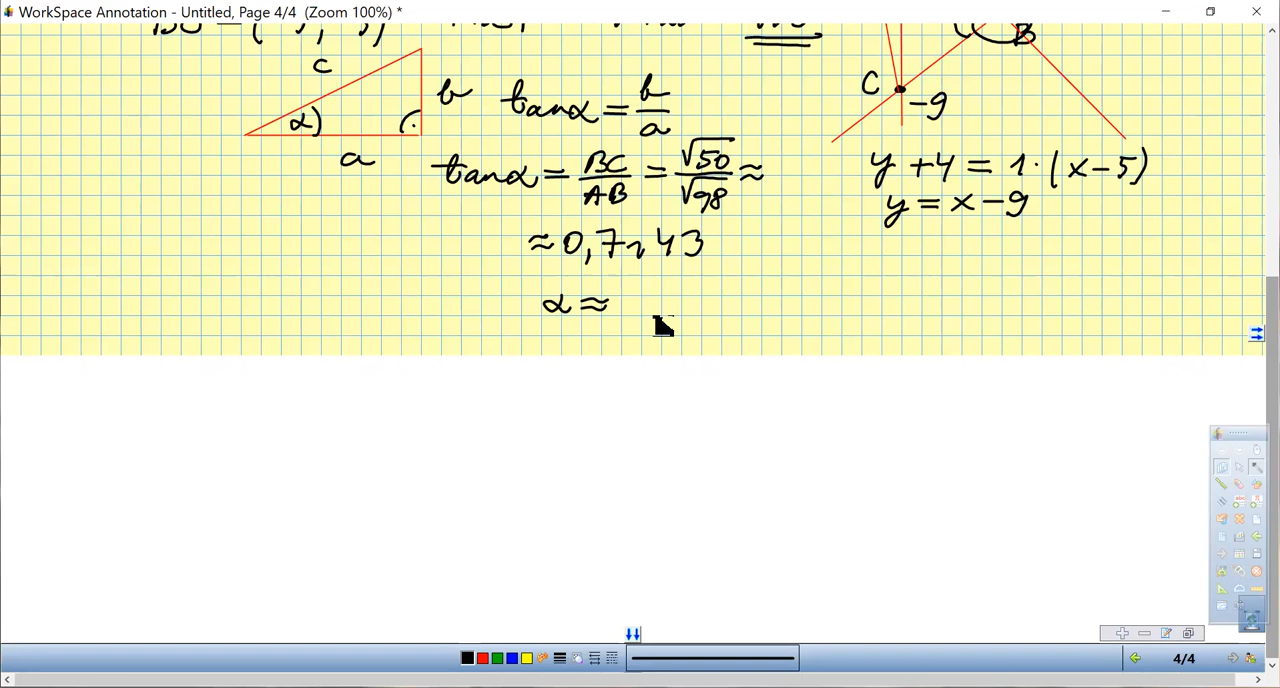 WorkSpace Annotation - Untitled, Page 4/4 (Zoom 100%) *
B
c
b
α
a
tanα = b/a
tanα = BC/AB = √50/√98 ≈
≈ 0,7143
α ≈
C
-9
y + 4 = 1 · (x - 5)
y = x - 9
4/4